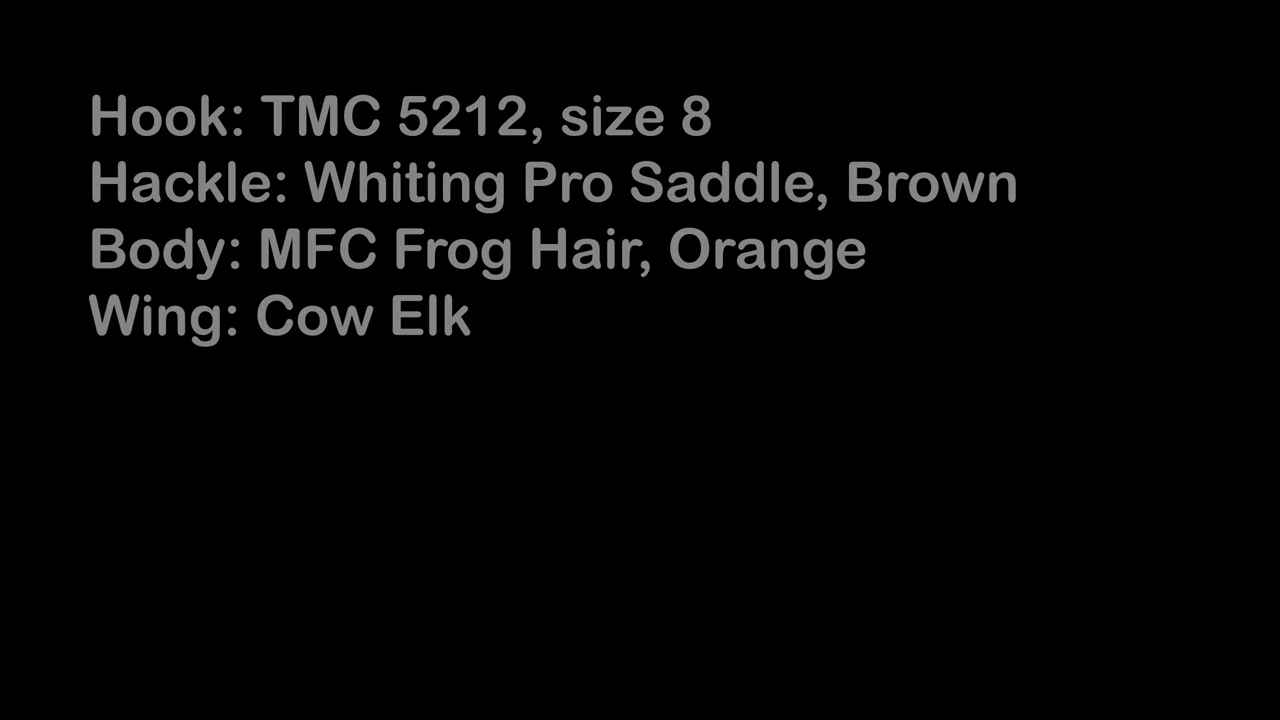 Hook: TMC 5212, size 8
Hackle: Whiting Pro Saddle, Brown
Body: MFC Frog Hair, Orange
Wing: Cow Elk